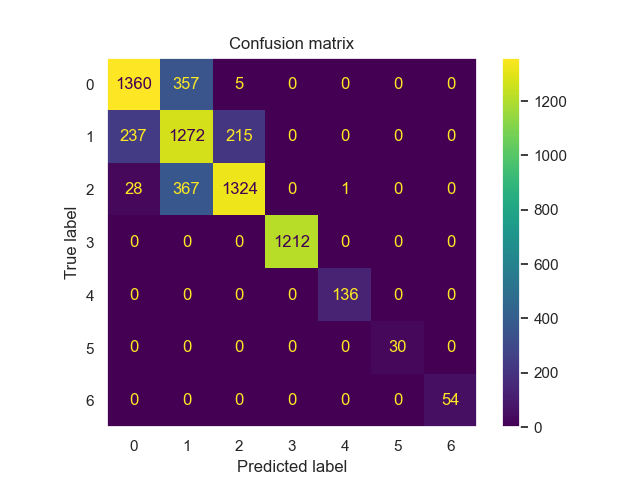 Confusion matrix
0 1360 357 5 0 0 0 0
1 237 1272 215 0 0 0 0
2 28 367 1324 0 1 0 0
3 0 0 0 1212 0 0 0
4 0 0 0 0 136 0 0
5 0 0 0 0 0 30 0
6 0 0 0 0 0 0 54
0 1 2 3 4 5 6
Predicted label
True label
1200
1000
800
600
400
200
0